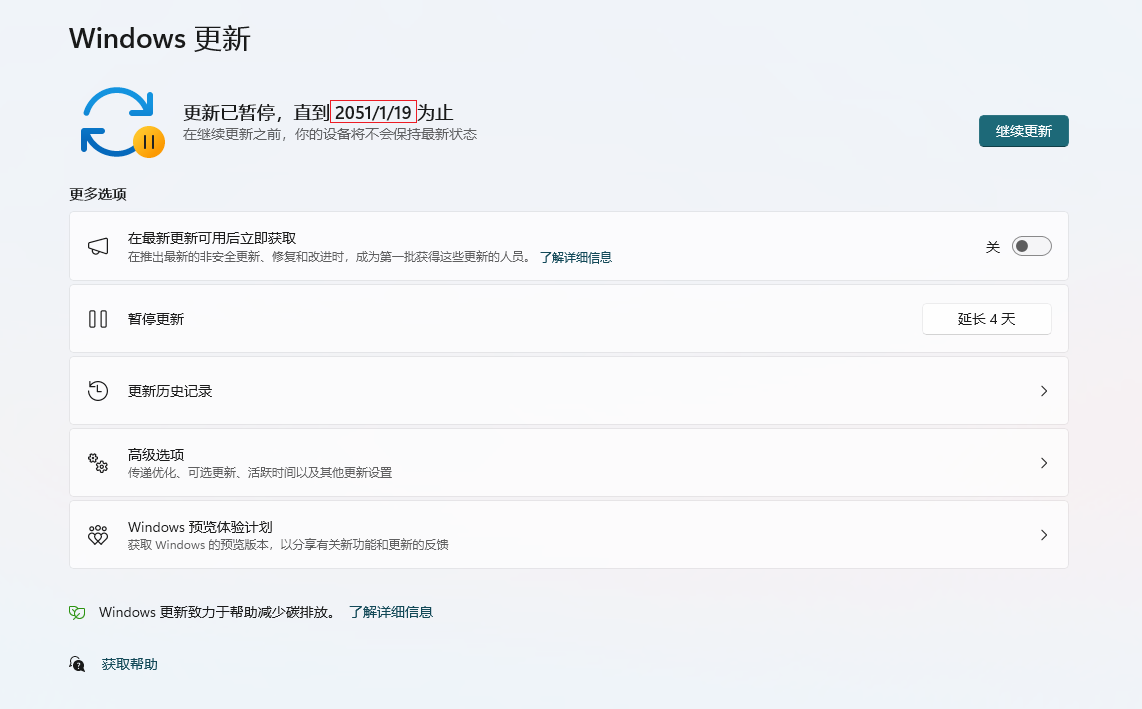 Windows 更新
更新已暂停，直到 2051/1/19 为止
在继续更新之前，你的设备将不会保持最新状态
继续更新
更多选项
在最新更新可用后立即获取
在推出最新的非安全更新、修复和改进时，成为第一批获得这些更新的人员。 了解详细信息
关
暂停更新
延长 4 天
更新历史记录
高级选项
传递优化、可选更新、活跃时间以及其他更新设置
Windows 预览体验计划
获取 Windows 的预览版本，以分享有关新功能和更新的反馈
Windows 更新致力于帮助减少碳排放。 了解详细信息
获取帮助